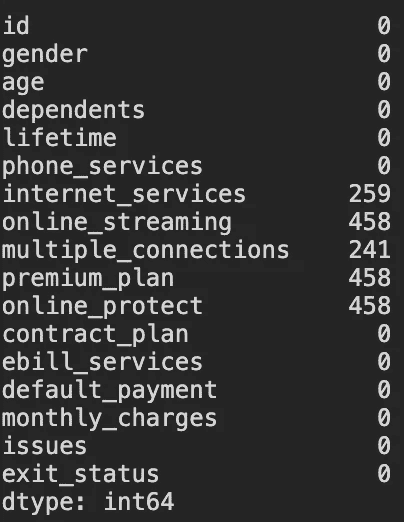 id 0
gender 0
age 0
dependents 0
lifetime 0
phone_services 0
internet_services 259
online_streaming 458
multiple_connections 241
premium_plan 458
online_protect 458
contract_plan 0
ebill_services 0
default_payment 0
monthly_charges 0
issues 0
exit_status 0
dtype: int64